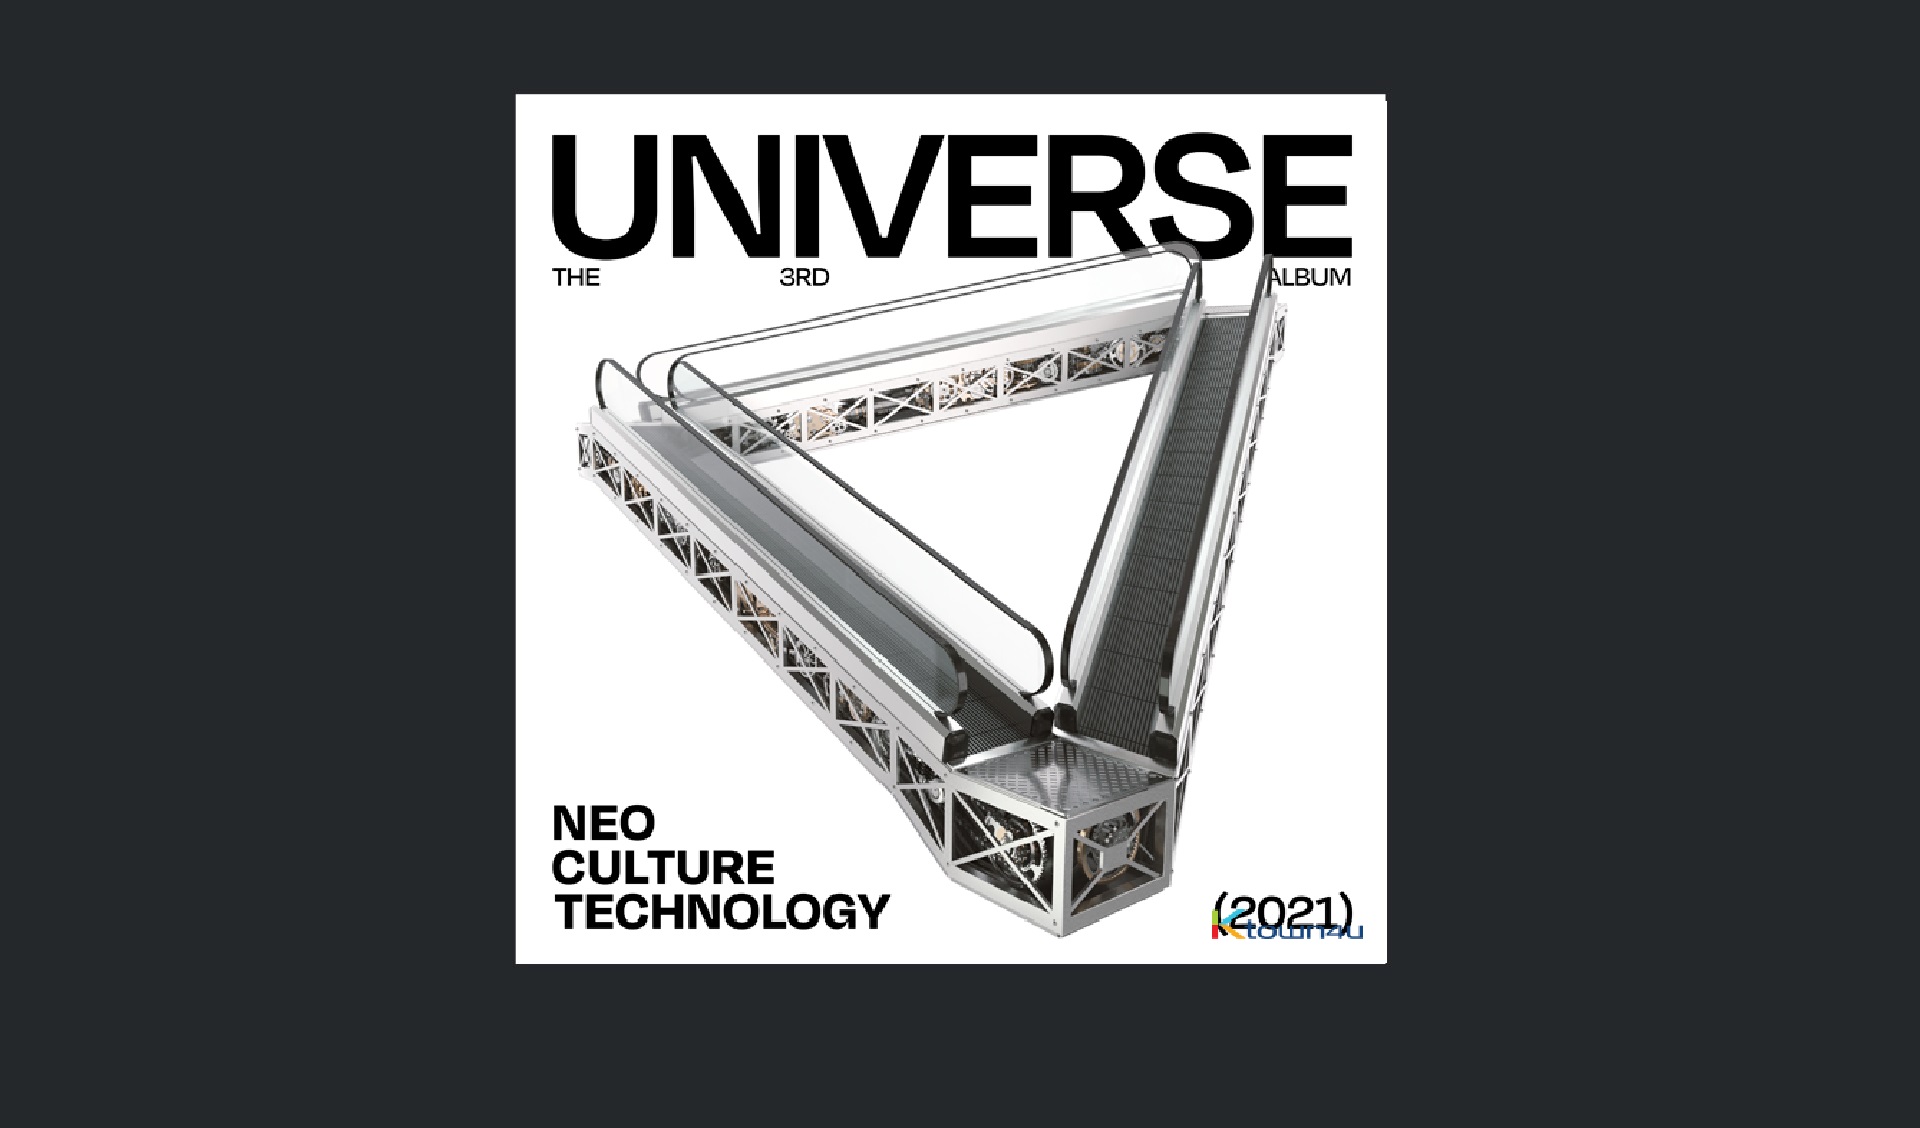 UNIVERSE
THE 3RD ALBUM
NEO
CULTURE
TECHNOLOGY
(2021)
Ktown4u